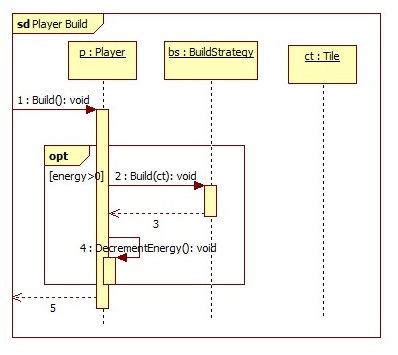 sd Player Build
p : Player
bs : BuildStrategy
ct : Tile
1 : Build(): void
opt
[energy>0]
2 : Build(ct): void
3
4 : DecrementEnergy(): void
5